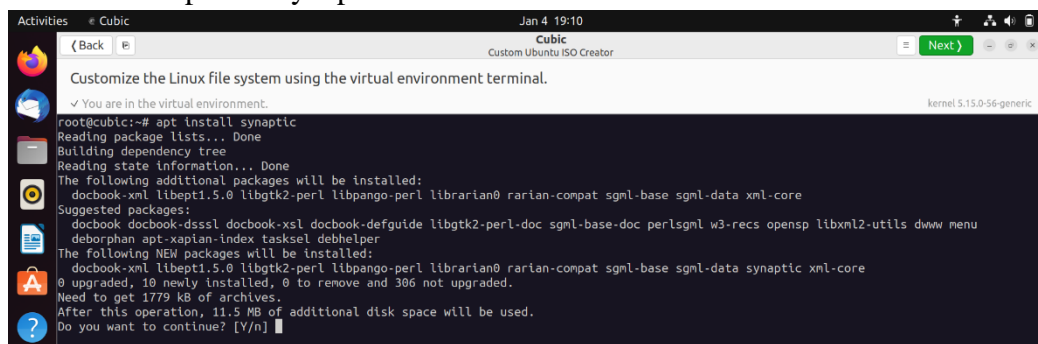 Activities Cubic Jan 4 19:10
Back Cubic Next
Custom Ubuntu ISO Creator
Customize the Linux file system using the virtual environment terminal.
✓ You are in the virtual environment. kernel 5.15.0-56-generic
root@cubic:~# apt install synaptic
Reading package lists... Done
Building dependency tree
Reading state information... Done
The following additional packages will be installed:
docbook-xml libept1.5.0 libgtk2-perl libpango-perl librarian0 rarian-compat sgml-base sgml-data xml-core
Suggested packages:
docbook docbook-dsssl docbook-xsl docbook-defguide libgtk2-perl-doc sgml-base-doc perlsgml w3-recs opensp libxml2-utils dwww menu
deborphan apt-xapian-index tasksel debhelper
The following NEW packages will be installed:
docbook-xml libept1.5.0 libgtk2-perl libpango-perl librarian0 rarian-compat sgml-base sgml-data synaptic xml-core
0 upgraded, 10 newly installed, 0 to remove and 306 not upgraded.
Need to get 1779 kB of archives.
After this operation, 11.5 MB of additional disk space will be used.
Do you want to continue? [Y/n]